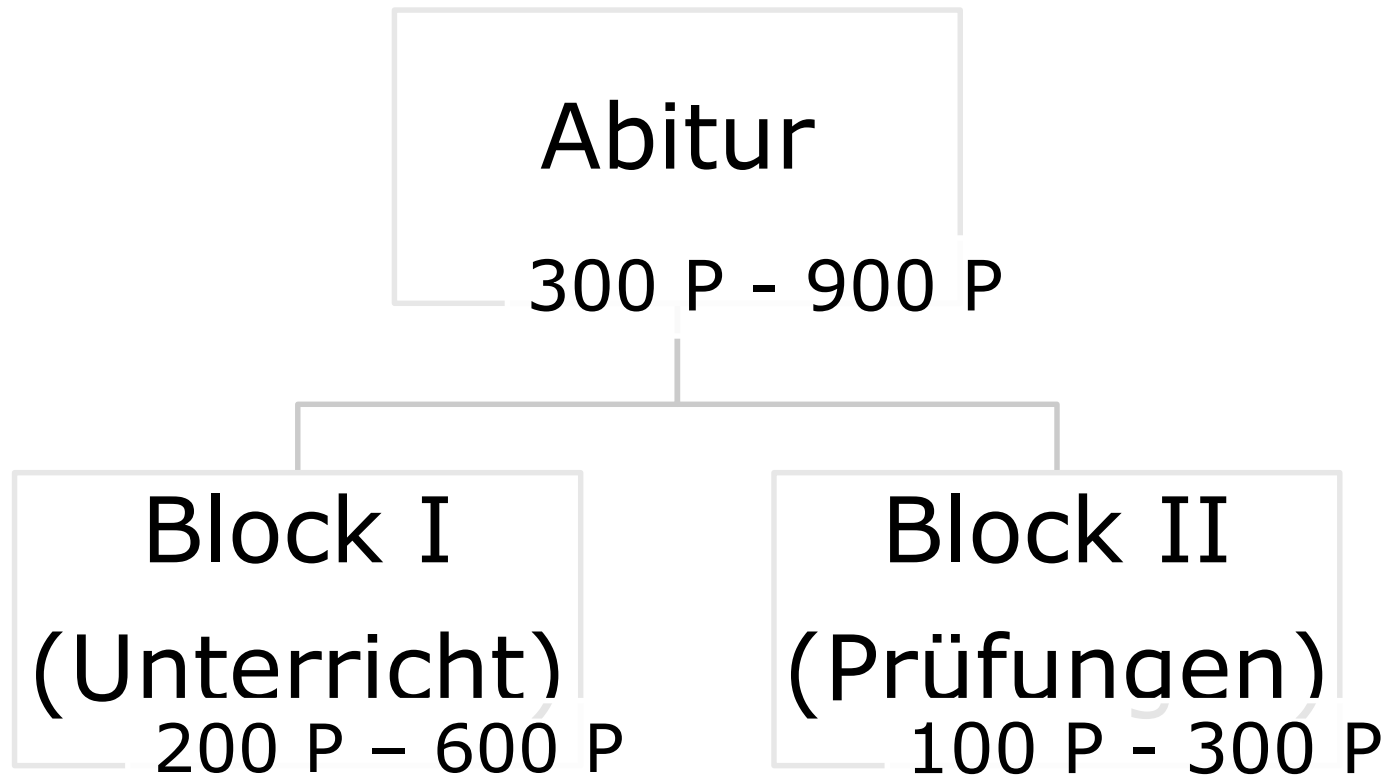 Abitur
300 P - 900 P
Block I
(Unterricht)
200 P – 600 P
Block II
(Prüfungen)
100 P - 300 P